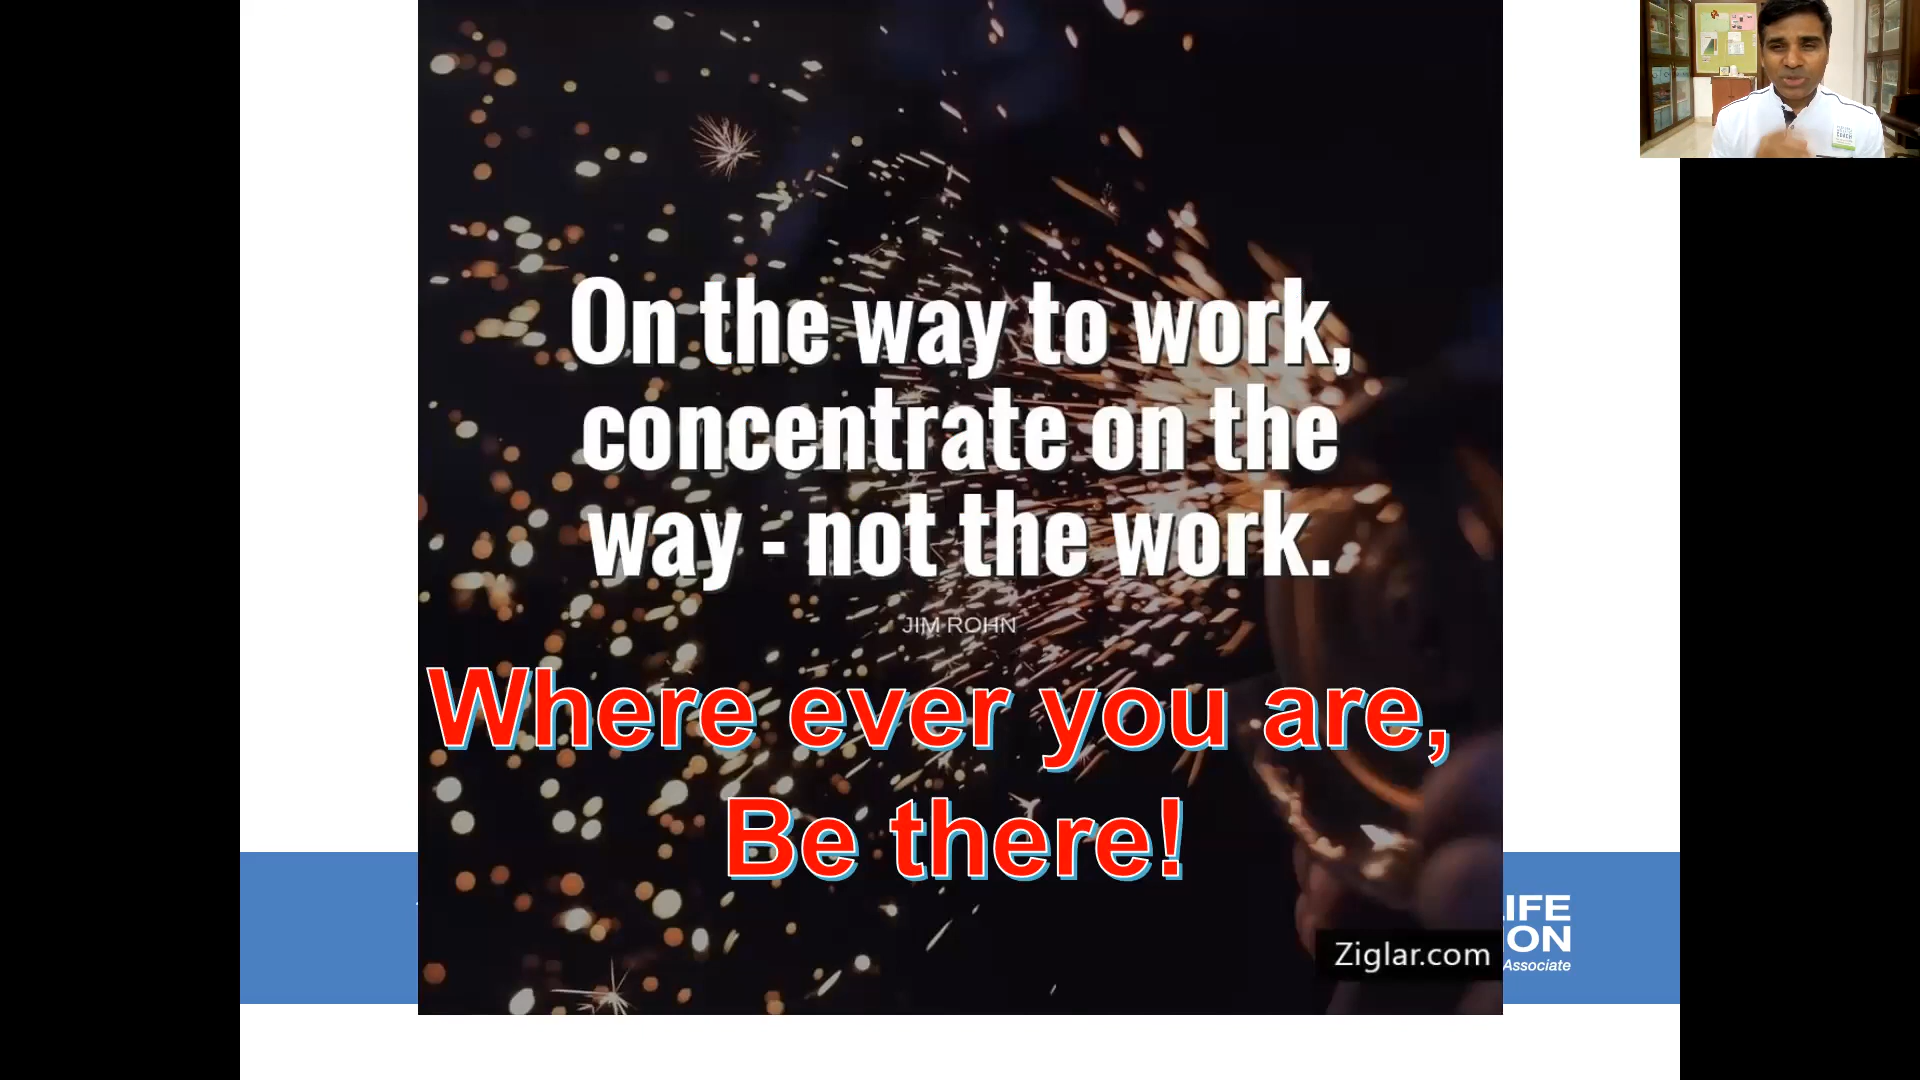 On the way to work,
concentrate on the
way - not the work.
JIM ROHN
Where ever you are,
Be there!
Ziglar.com
IFE
ON
Associate
COACH